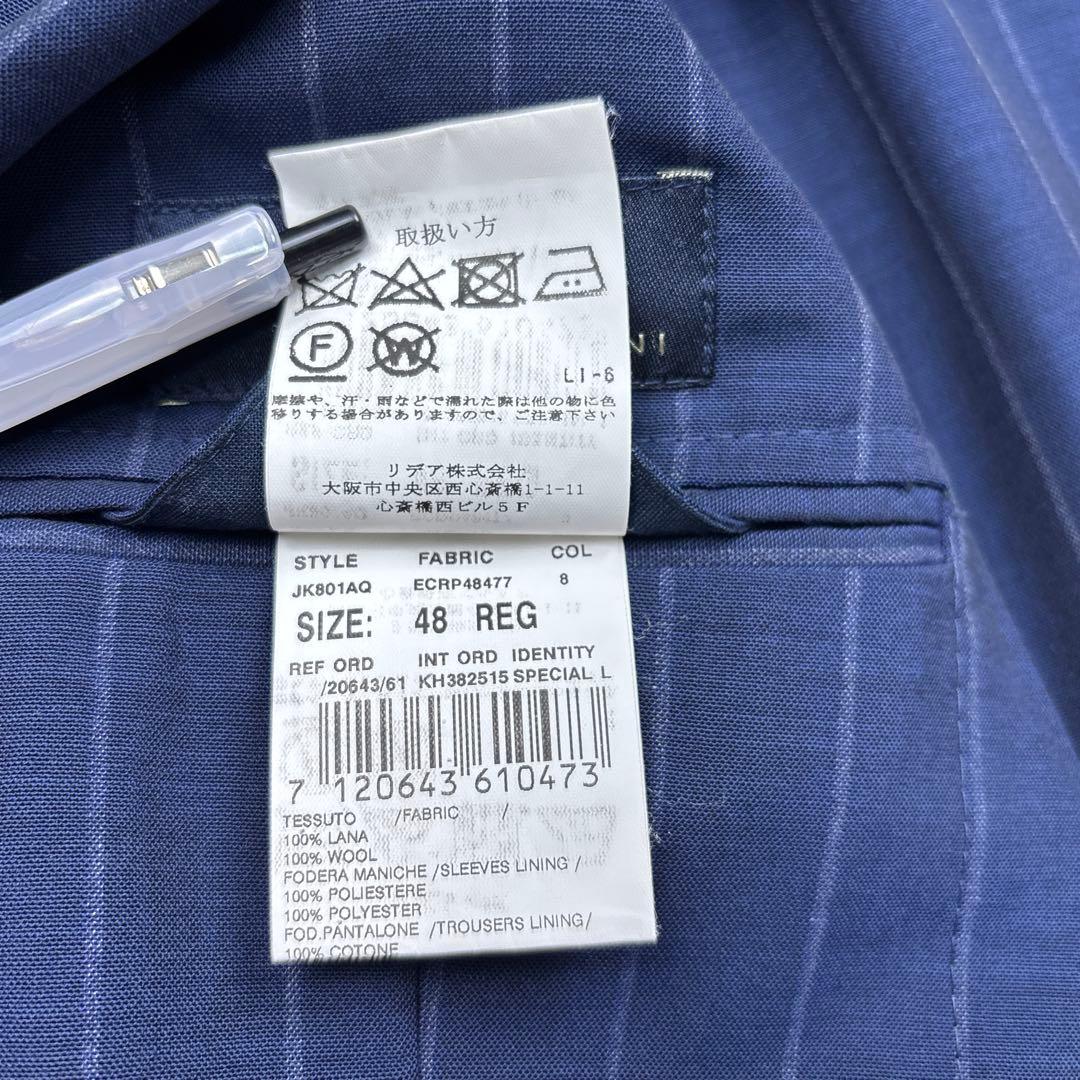 取扱い方
F W
NI
LI-6
摩擦や、汗・雨などで濡れた際は他の物に色
移りする場合がありますので、ご注意下さい
リデア株式会社
大阪市中央区西心斎橋1-1-11
心斎橋西ビル5F
STYLE FABRIC COL
JK801AQ ECRP48477 8
SIZE: 48 REG
REF ORD INT ORD IDENTITY
/20643/61 KH382515 SPECIAL L
7 120643 610473
TESSUTO /FABRIC /
100% LANA
100% WOOL
FODERA MANICHE /SLEEVES LINING /
100% POLIESTERE
100% POLYESTER
FOD.PANTALONE /TROUSERS LINING/
100% COTONE